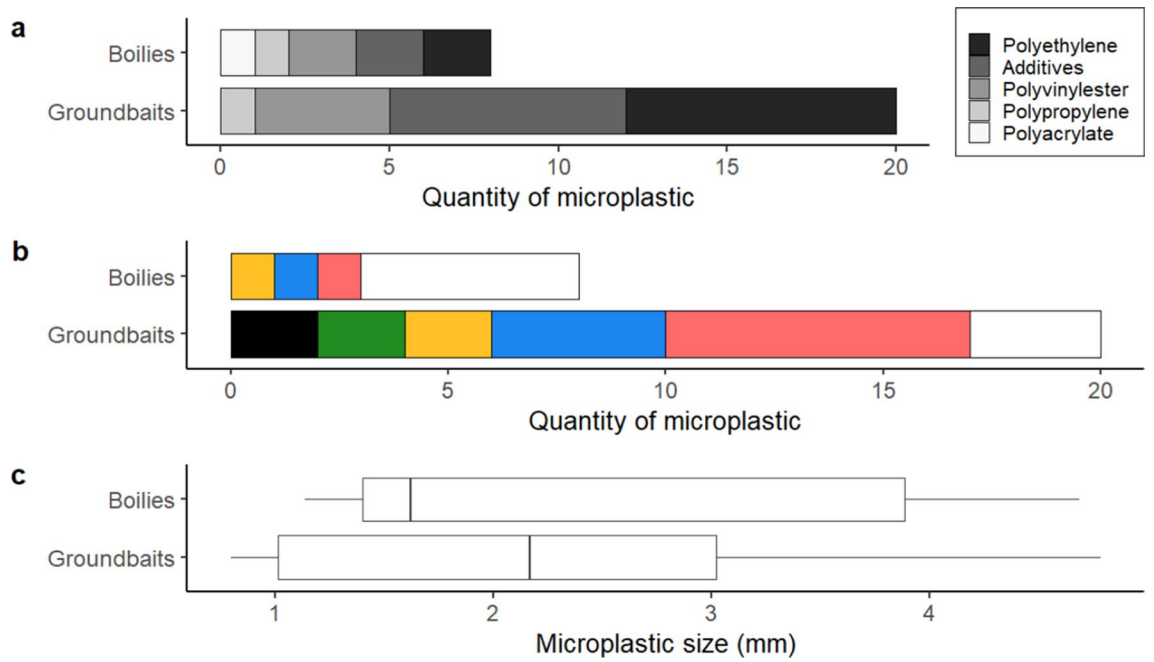 a
Boilies
Groundbaits
0 5 10 15 20
Quantity of microplastic
Polyethylene
Additives
Polyvinylester
Polypropylene
Polyacrylate
b
Boilies
Groundbaits
0 5 10 15 20
Quantity of microplastic
c
Boilies
Groundbaits
1 2 3 4
Microplastic size (mm)